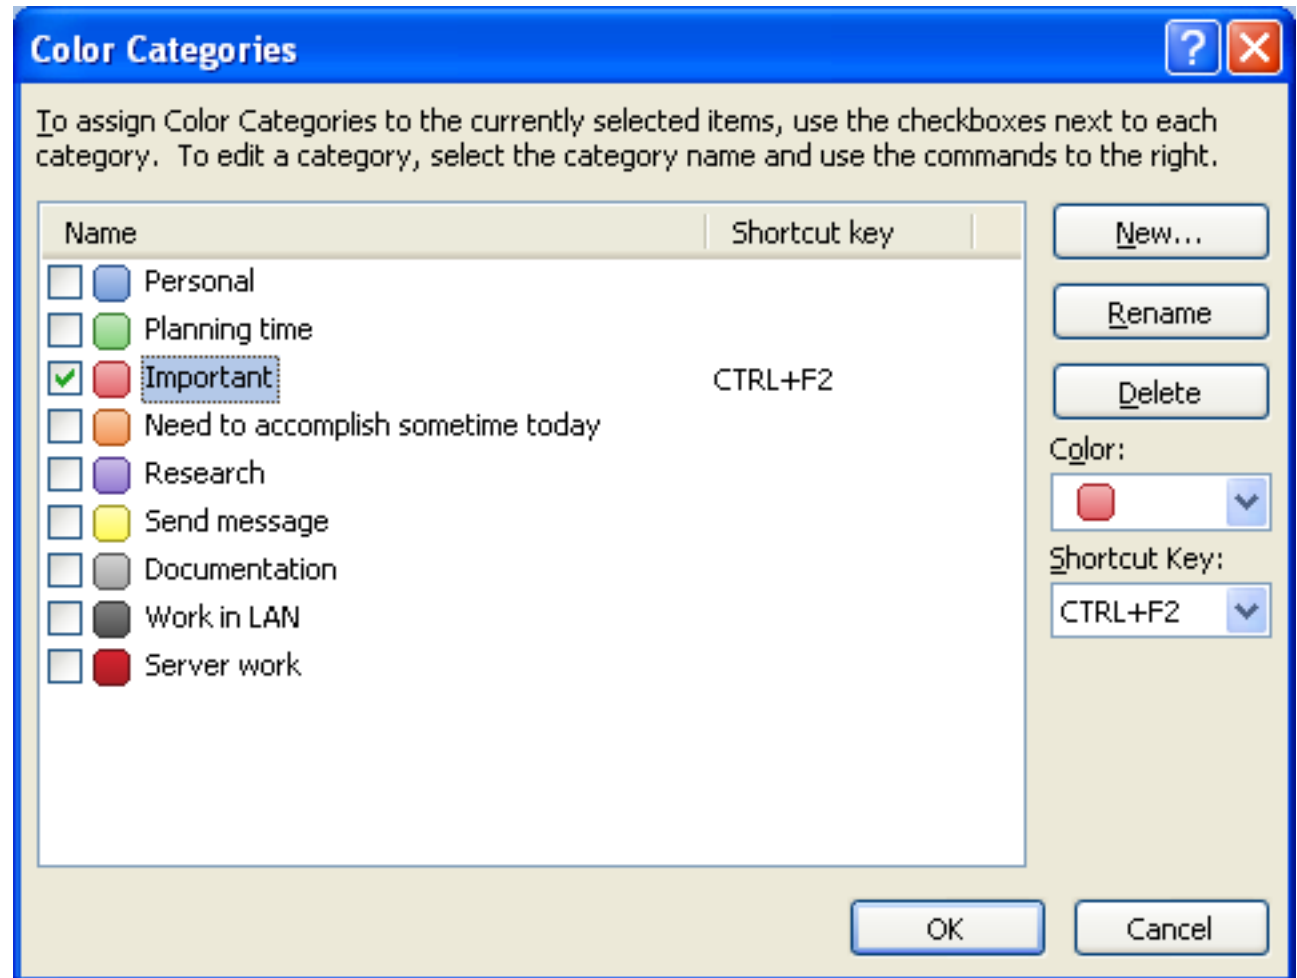 Color Categories
?
To assign Color Categories to the currently selected items, use the checkboxes next to each
category.  To edit a category, select the category name and use the commands to the right.
Name Shortcut key
Personal
Planning time
Important CTRL+F2
Need to accomplish sometime today
Research
Send message
Documentation
Work in LAN
Server work
New...
Rename
Delete
Color:
Shortcut Key:
CTRL+F2
OK Cancel